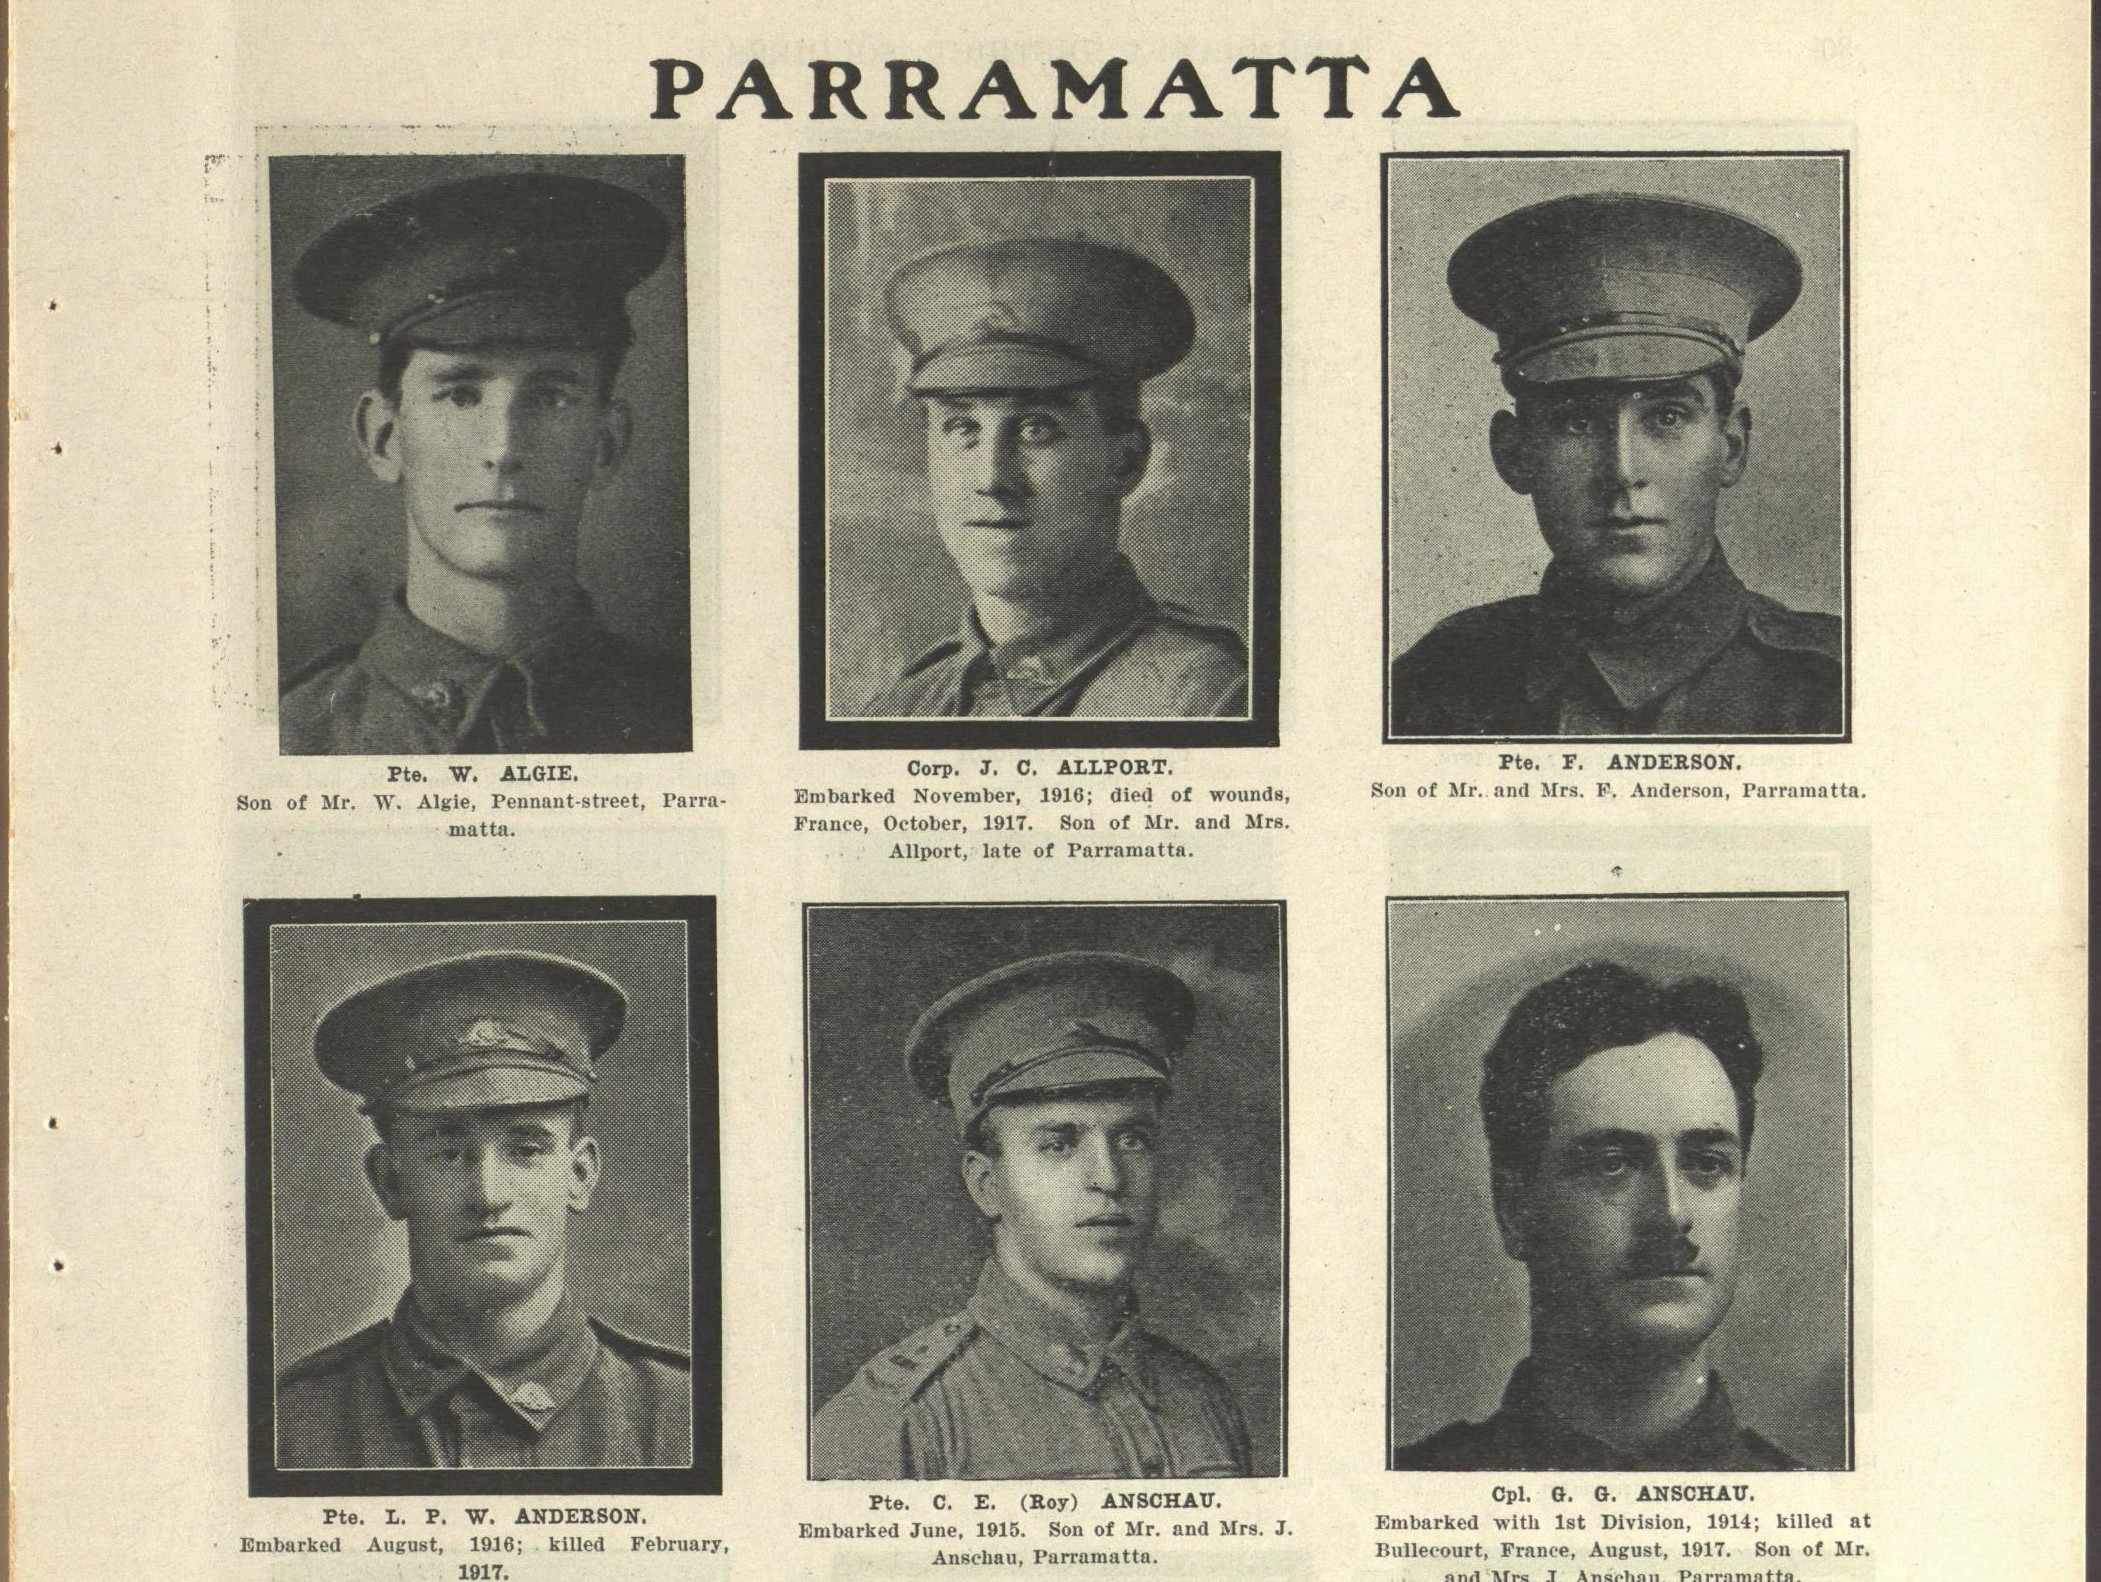 PARRAMATTA
Pte. W. ALGIE.
Son of Mr. W. Algie, Pennant-street, Parra-
matta.
Corp. J. C. ALLPORT.
Embarked November, 1916; died of wounds,
France, October, 1917. Son of Mr. and Mrs.
Allport, late of Parramatta.
Pte. F. ANDERSON.
Son of Mr. and Mrs. F. Anderson, Parramatta.
Pte. L. P. W. ANDERSON.
Embarked August, 1916; killed February,
1917.
Pte. C. E. (Roy) ANSCHAU.
Embarked June, 1915. Son of Mr. and Mrs. J.
Anschau, Parramatta.
Cpl. G. G. ANSCHAU.
Embarked with 1st Division, 1914; killed at
Bullecourt, France, August, 1917. Son of Mr.
and Mrs. J. Anschau, Parramatta.